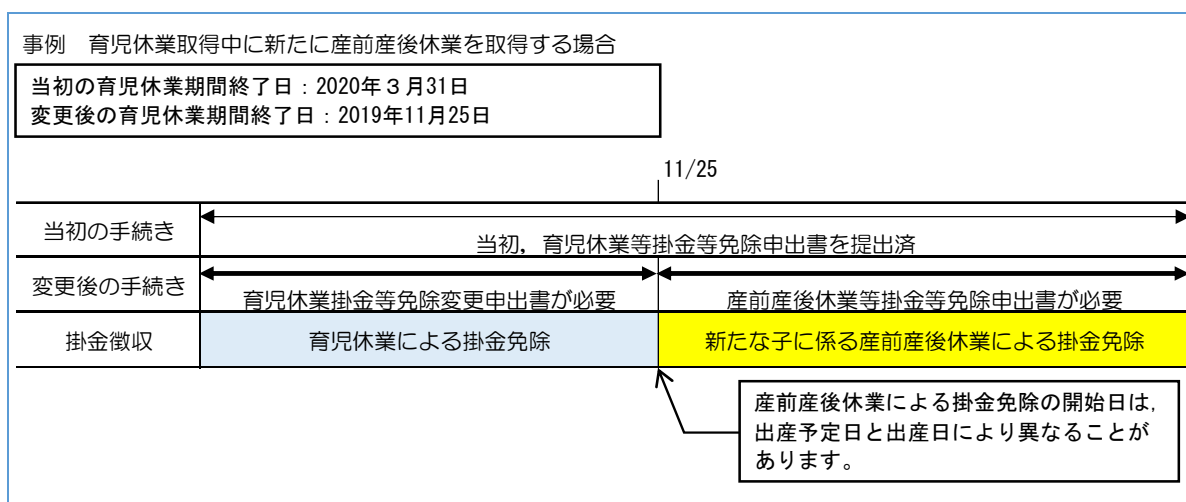 事例　育児休業取得中に新たに産前産後休業を取得する場合
当初の育児休業期間終了日：2020年３月31日
変更後の育児休業期間終了日：2019年11月25日
11/25
当初の手続き
当初，育児休業等掛金等免除申出書を提出済
変更後の手続き
育児休業掛金等免除変更申出書が必要
産前産後休業等掛金等免除申出書が必要
掛金徴収
育児休業による掛金免除
新たな子に係る産前産後休業による掛金免除
産前産後休業による掛金免除の開始日は，
出産予定日と出産日により異なることが
あります。